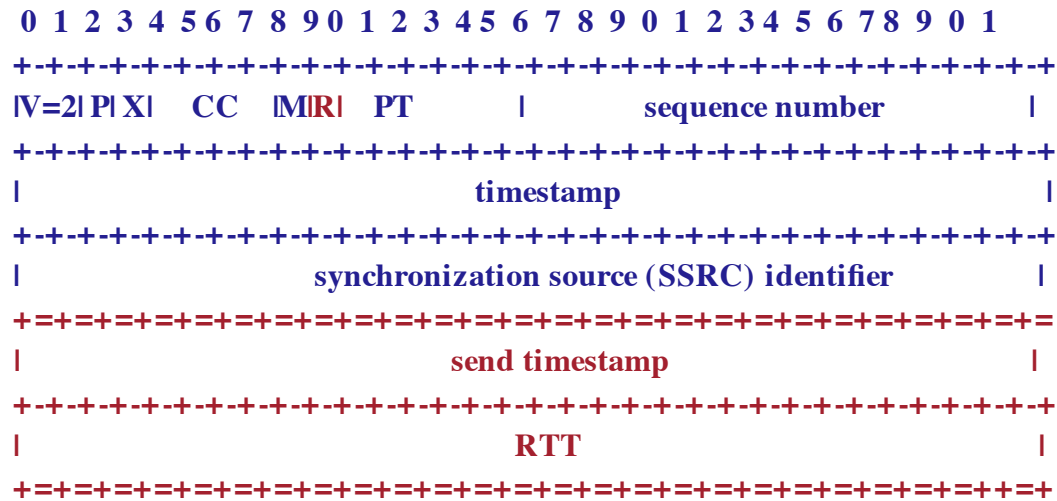 0 1 2 3 4 5 6 7 8 9 0 1 2 3 4 5 6 7 8 9 0 1 2 3 4 5 6 7 8 9 0 1
+-+-+-+-+-+-+-+-+-+-+-+-+-+-+-+-+-+-+-+-+-+-+-+-+-+-+-+-+-+-+-+-+
|V=2| P| X| CC |M|R| PT | sequence number |
+-+-+-+-+-+-+-+-+-+-+-+-+-+-+-+-+-+-+-+-+-+-+-+-+-+-+-+-+-+-+-+-+
| timestamp |
+-+-+-+-+-+-+-+-+-+-+-+-+-+-+-+-+-+-+-+-+-+-+-+-+-+-+-+-+-+-+-+-+
| synchronization source (SSRC) identifier |
+=+=+=+=+=+=+=+=+=+=+=+=+=+=+=+=+=+=+=+=+=+=+=+=+=+=+=+=+=+=+=+=
| send timestamp |
+-+-+-+-+-+-+-+-+-+-+-+-+-+-+-+-+-+-+-+-+-+-+-+-+-+-+-+-+-+-+-+-+
| RTT |
+=+=+=+=+=+=+=+=+=+=+=+=+=+=+=+=+=+=+=+=+=+=+=+=+=+=+=+=+=+=++=+